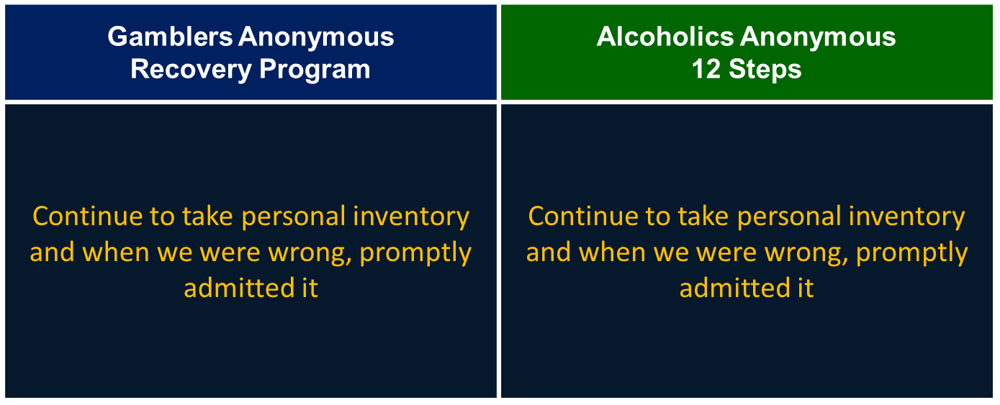 Gamblers Anonymous
Recovery Program
Alcoholics Anonymous
12 Steps
Continue to take personal inventory
and when we were wrong, promptly
admitted it
Continue to take personal inventory
and when we were wrong, promptly
admitted it